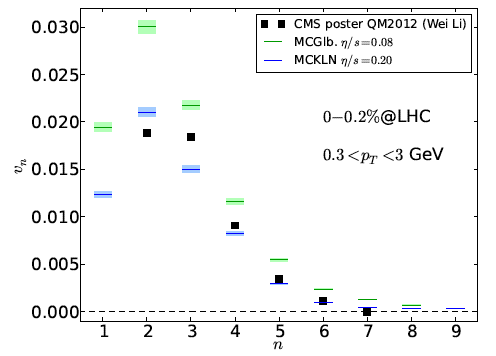 CMS poster QM2012 (Wei Li)
MCGlb. η/s=0.08
MCKLN η/s=0.20
0−0.2%@LHC
0.3<p_T<3 GeV
v_n
0.030
0.025
0.020
0.015
0.010
0.005
0.000
1 2 3 4 5 6 7 8 9
n